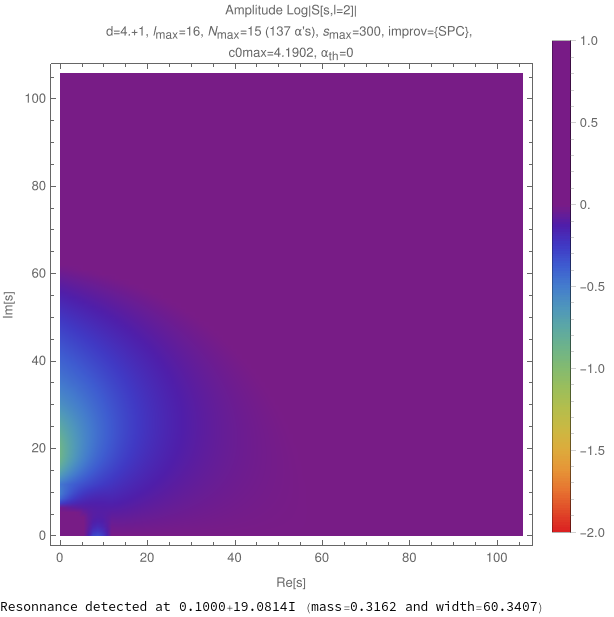 Amplitude Log|S[s,l=2]|
d=4.+1, lmax=16, Nmax=15 (137 α's), smax=300, improv={SPC},
c0max=4.1902, αth=0
1.0
0.5
0.
−0.5
−1.0
−1.5
−2.0
100
80
60
40
20
0
Im[s]
0 20 40 60 80 100
Re[s]
Resonnance detected at 0.1000+19.0814I (mass=0.3162 and width=60.3407)